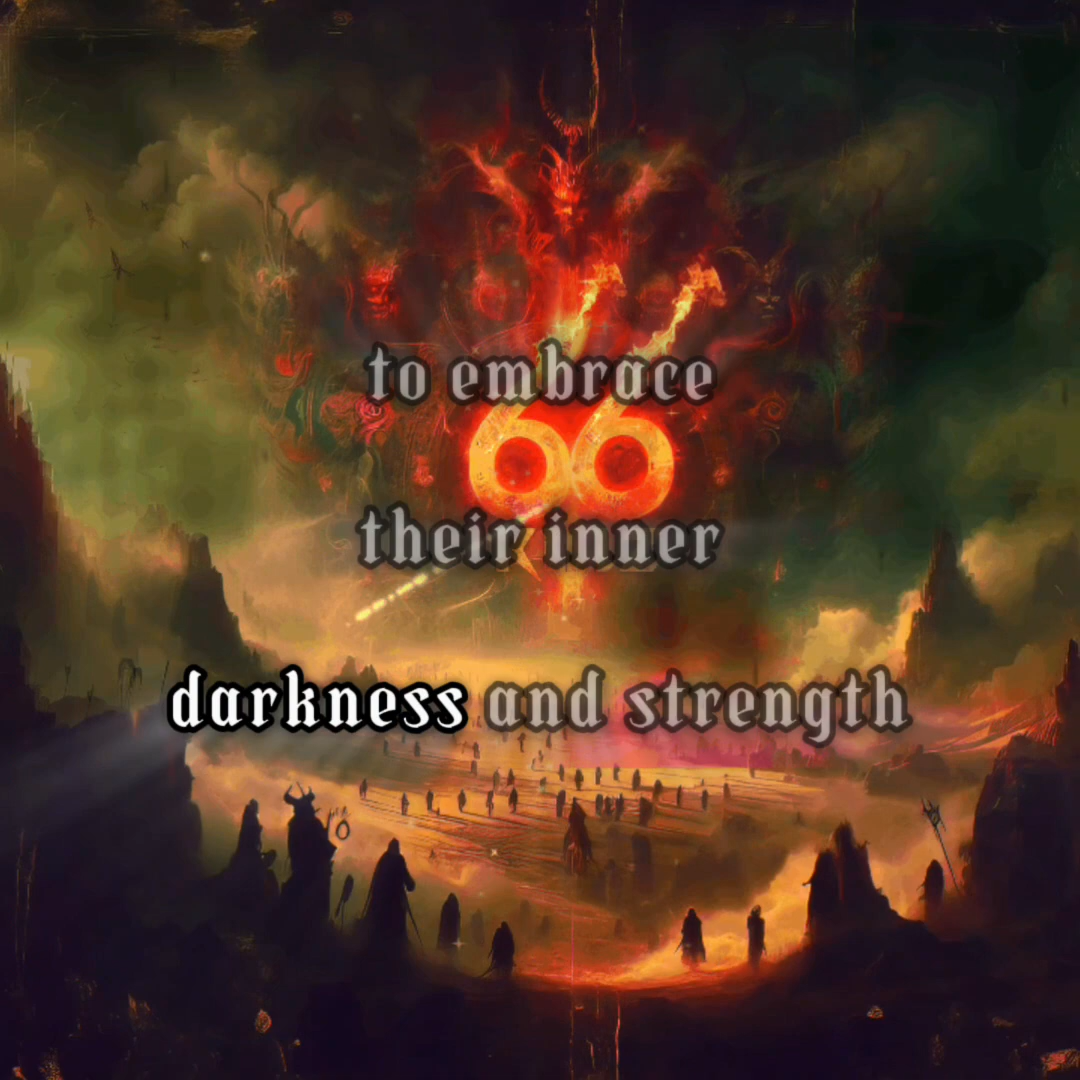 to embrace
66
their inner
darkness and strength